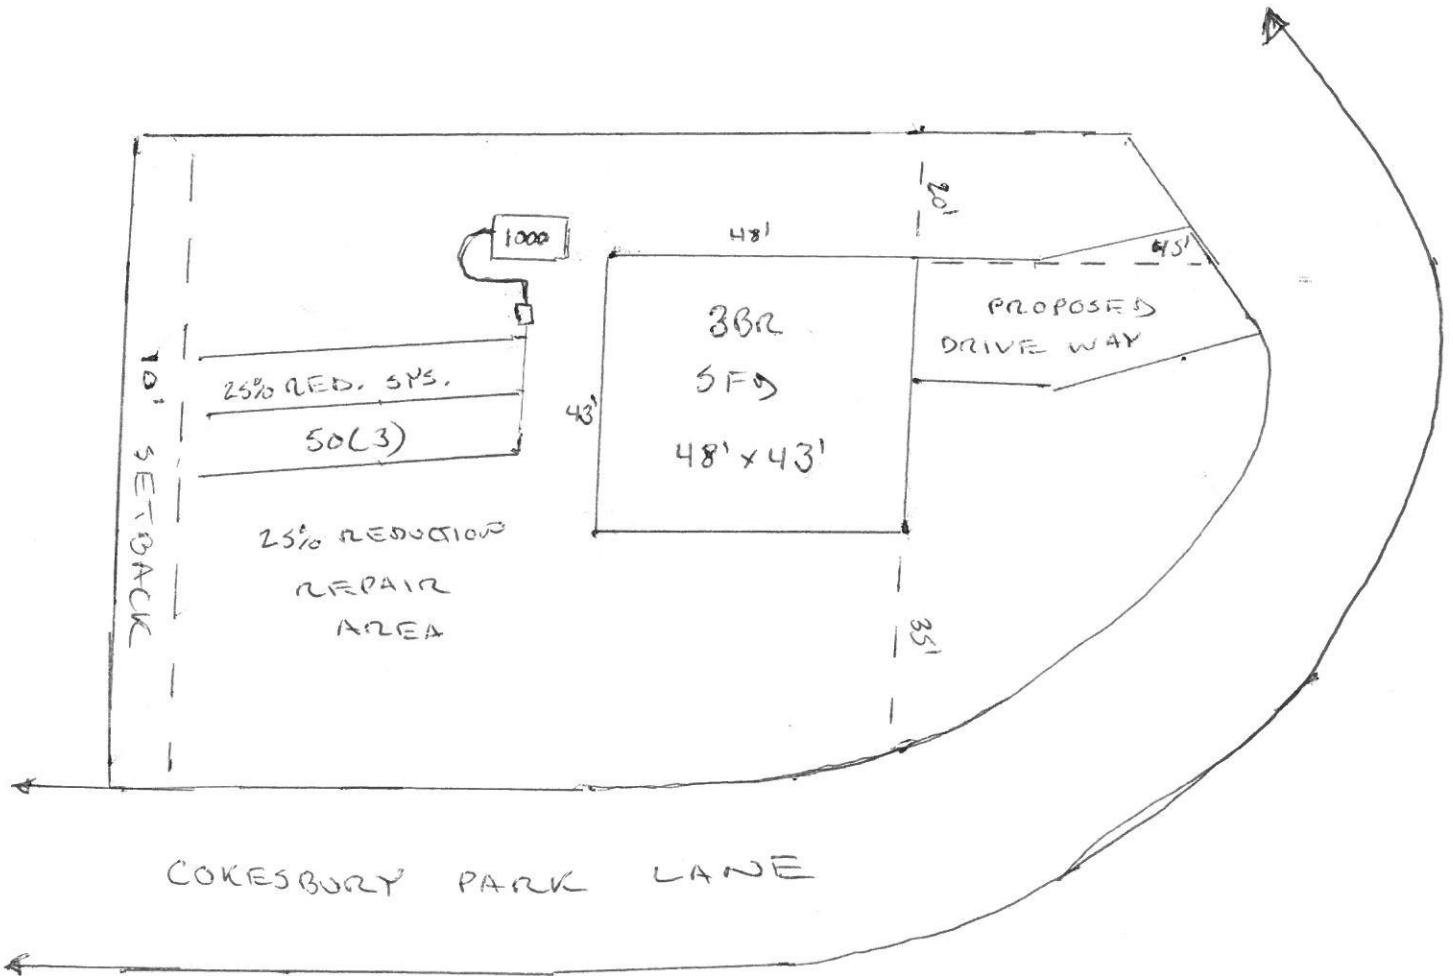 20'
1000
48'
45'
3BR
SFD
48' x 43'
43'
PROPOSED
DRIVE WAY
10' SETBACK
25% RED. SYS.
50(3)
25% REDUCTION
REPAIR
AREA
35'
COKESBURY PARK LANE